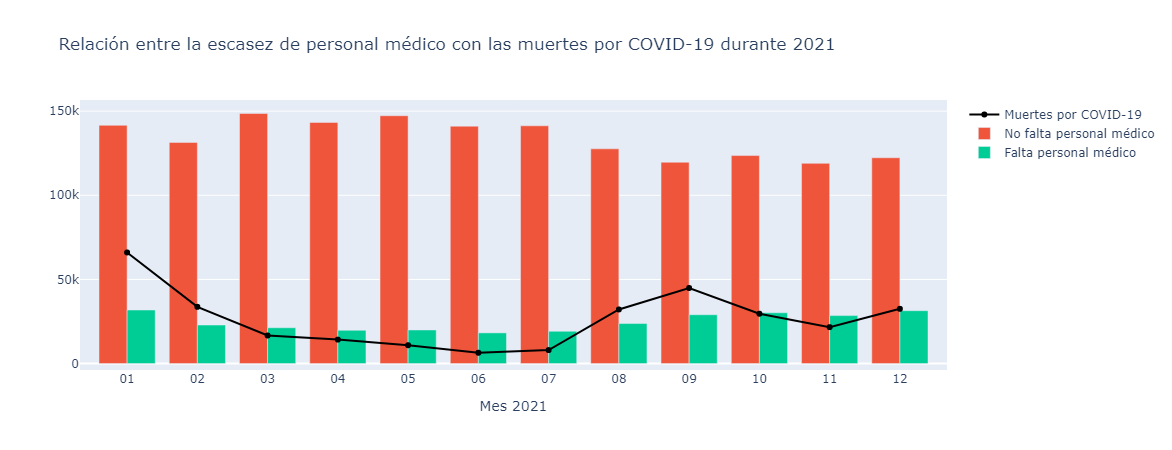 Relación entre la escasez de personal médico con las muertes por COVID-19 durante 2021
150k
100k
50k
0
01 02 03 04 05 06 07 08 09 10 11 12
Mes 2021
Muertes por COVID-19
No falta personal médico
Falta personal médico